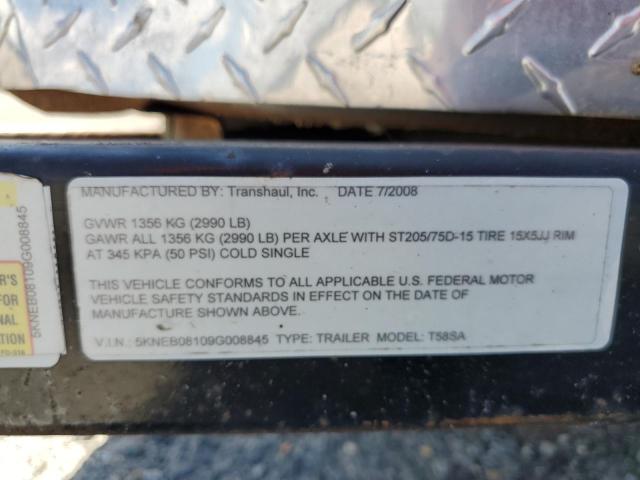 MANUFACTURED BY: Transhaul, Inc. DATE 7/2008
GVWR 1356 KG (2990 LB)
GAWR ALL 1356 KG (2990 LB) PER AXLE WITH ST205/75D-15 TIRE 15X5JJ RIM
AT 345 KPA (50 PSI) COLD SINGLE
THIS VEHICLE CONFORMS TO ALL APPLICABLE U.S. FEDERAL MOTOR
VEHICLE SAFETY STANDARDS IN EFFECT ON THE DATE OF
MANUFACTURE SHOWN ABOVE.
V.I.N.: 5KNEB08109G008845 TYPE: TRAILER MODEL: T58SA
5KNEB08109G008845
R'S
FOR
NAL
TION